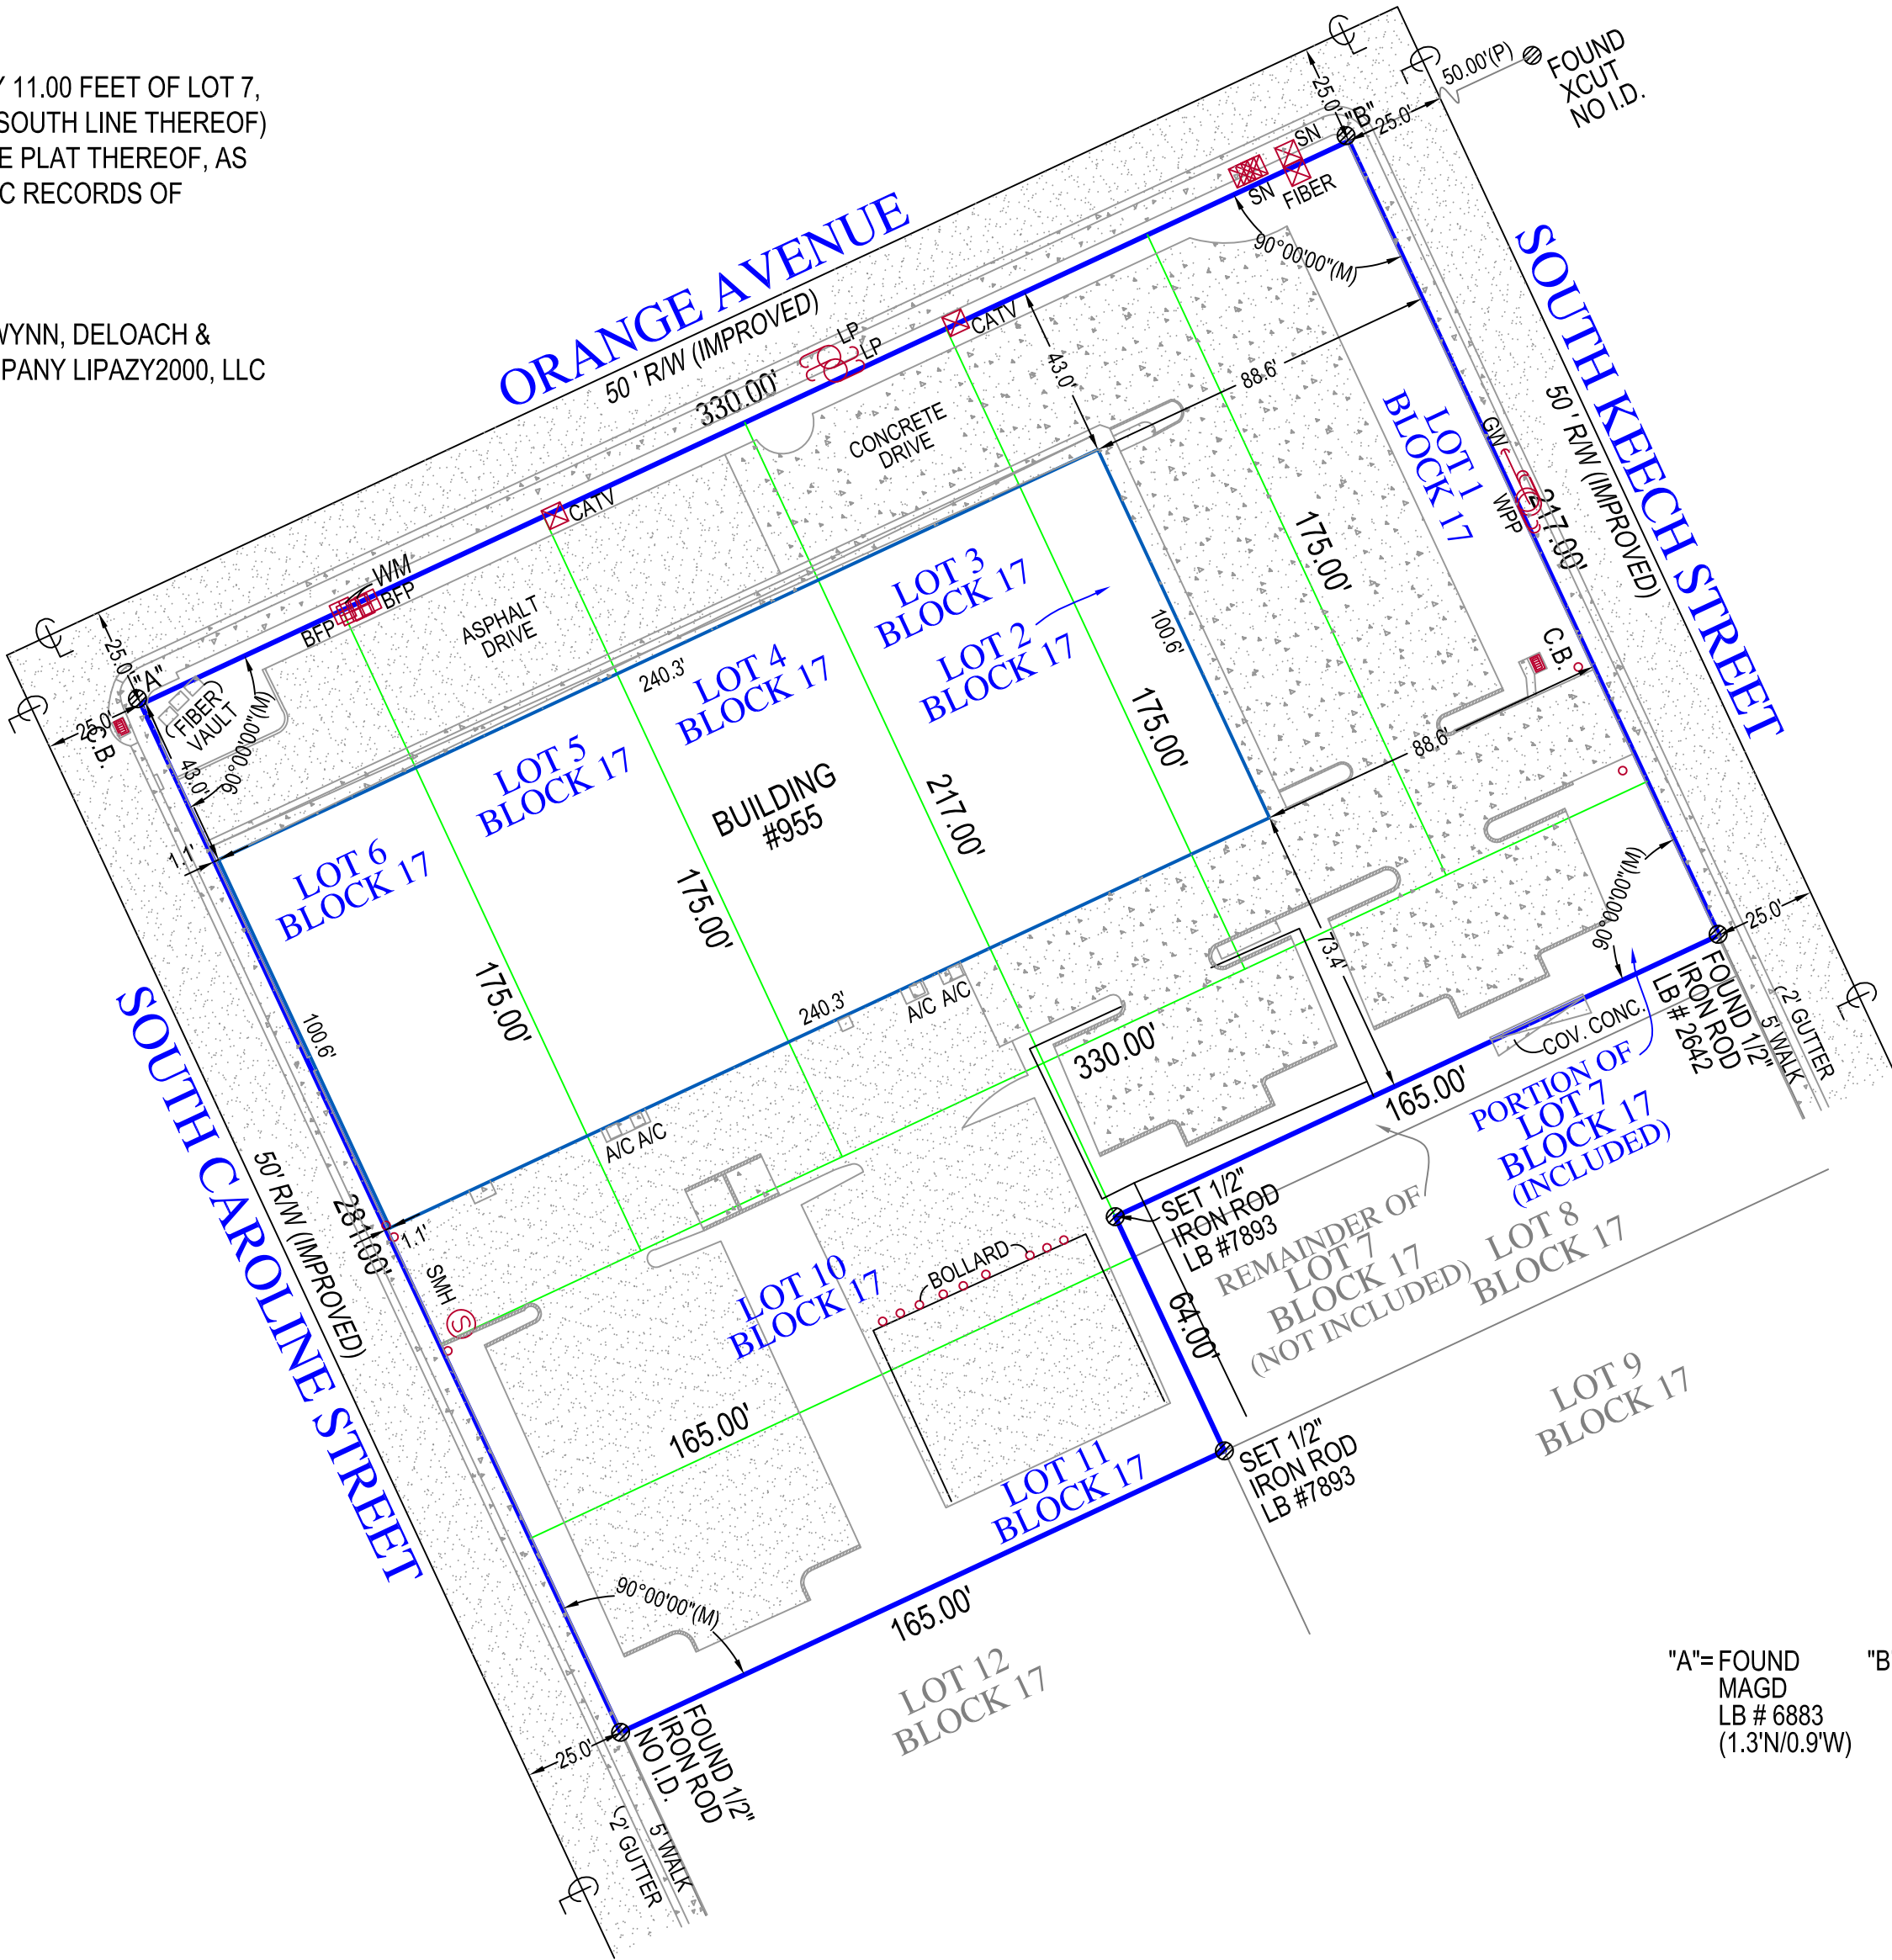 Y 11.00 FEET OF LOT 7,
SOUTH LINE THEREOF)
E PLAT THEREOF, AS
C RECORDS OF
WYNN, DELOACH &
PANY LIPAZY2000, LLC
FOUND
XCUT
NO I.D.
50.00'(P)
25.0'
25.0'
"B"
SN
SN
FIBER
90°00'00"(M)
ORANGE AVENUE
50 ' R/W (IMPROVED)
330.00'
LP
LP
CATV
CATV
43.0'
88.6'
CONCRETE
DRIVE
SOUTH KEECH STREET
50 ' R/W (IMPROVED)
217.00'
LOT 1
BLOCK 17
GW
WPP
C.B.
175.00'
WM
BFP
BFP
ASPHALT
DRIVE
25.0'
"A"
25.0'
C.B.
FIBER
VAULT
43.0'
90°00'00"(M)
1.1'
240.3'
LOT 3
BLOCK 17
LOT 2
BLOCK 17
100.6'
LOT 4
BLOCK 17
LOT 5
BLOCK 17
LOT 6
BLOCK 17
BUILDING
#955
217.00'
175.00'
88.6'
175.00'
175.00'
240.3'
A/C A/C
A/C A/C
73.4'
90°00'00"(M)
25.0'
FOUND 1/2"
IRON ROD
LB # 2642
2' GUTTER
5' WALK
COV. CONC.
330.00'
165.00'
PORTION OF
LOT 7
BLOCK 17
(INCLUDED)
SOUTH CAROLINE STREET
50' R/W (IMPROVED)
281.00'
100.6'
1.1'
SMH
S
SET 1/2"
IRON ROD
LB #7893
REMAINDER OF
LOT 7
BLOCK 17
(NOT INCLUDED)
LOT 8
BLOCK 17
LOT 9
BLOCK 17
LOT 10
BLOCK 17
BOLLARD
64.00'
165.00'
LOT 11
BLOCK 17
SET 1/2"
IRON ROD
LB #7893
90°00'00"(M)
165.00'
LOT 12
BLOCK 17
25.0'
FOUND 1/2"
IRON ROD
NO I.D.
2' GUTTER
5' WALK
"A"= FOUND
MAGD
LB # 6883
(1.3'N/0.9'W)
"B